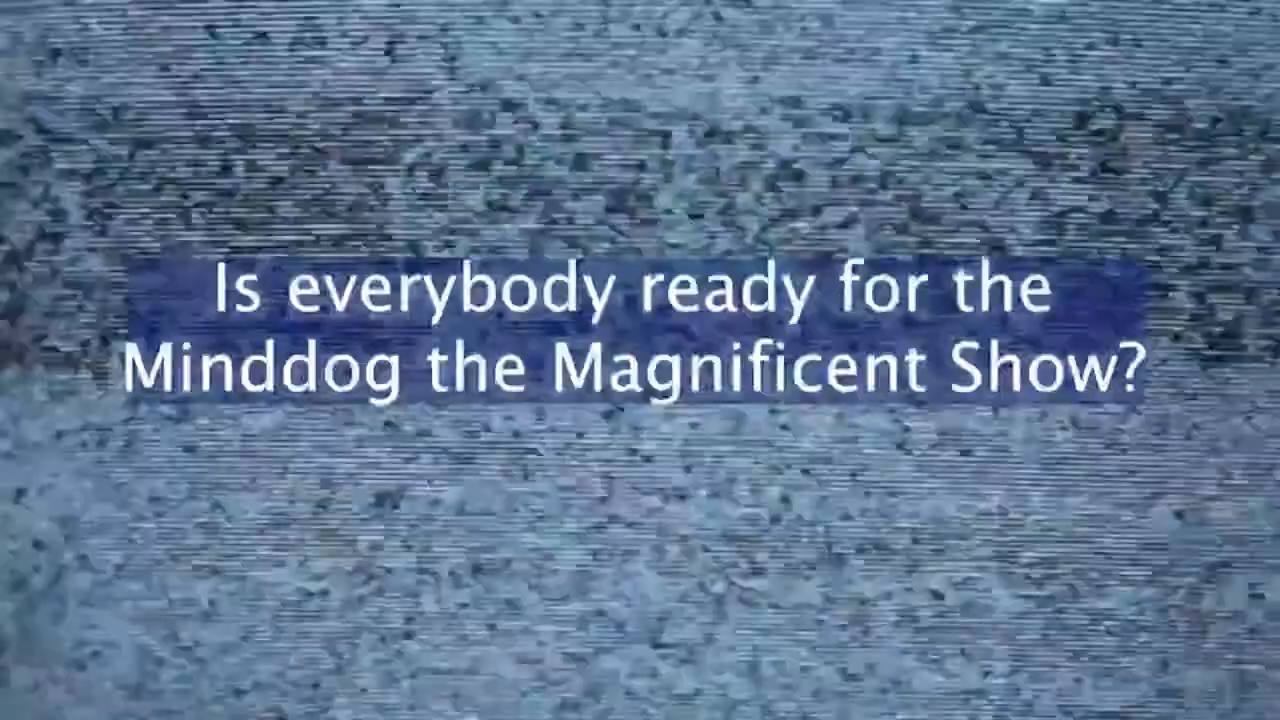 Is everybody ready for the
Minddog the Magnificent Show?